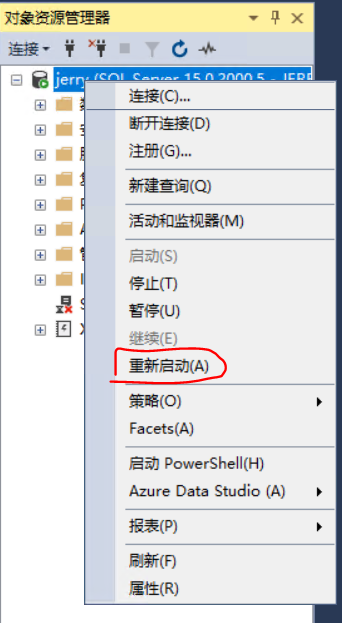 对象资源管理器
连接
jerry (SQL Server 15.0.2000.5 -
连接(C)...
断开连接(D)
注册(G)...
新建查询(Q)
活动和监视器(M)
启动(S)
停止(T)
暂停(U)
继续(E)
重新启动(A)
策略(O)
Facets(A)
启动 PowerShell(H)
Azure Data Studio (A)
报表(P)
刷新(F)
属性(R)